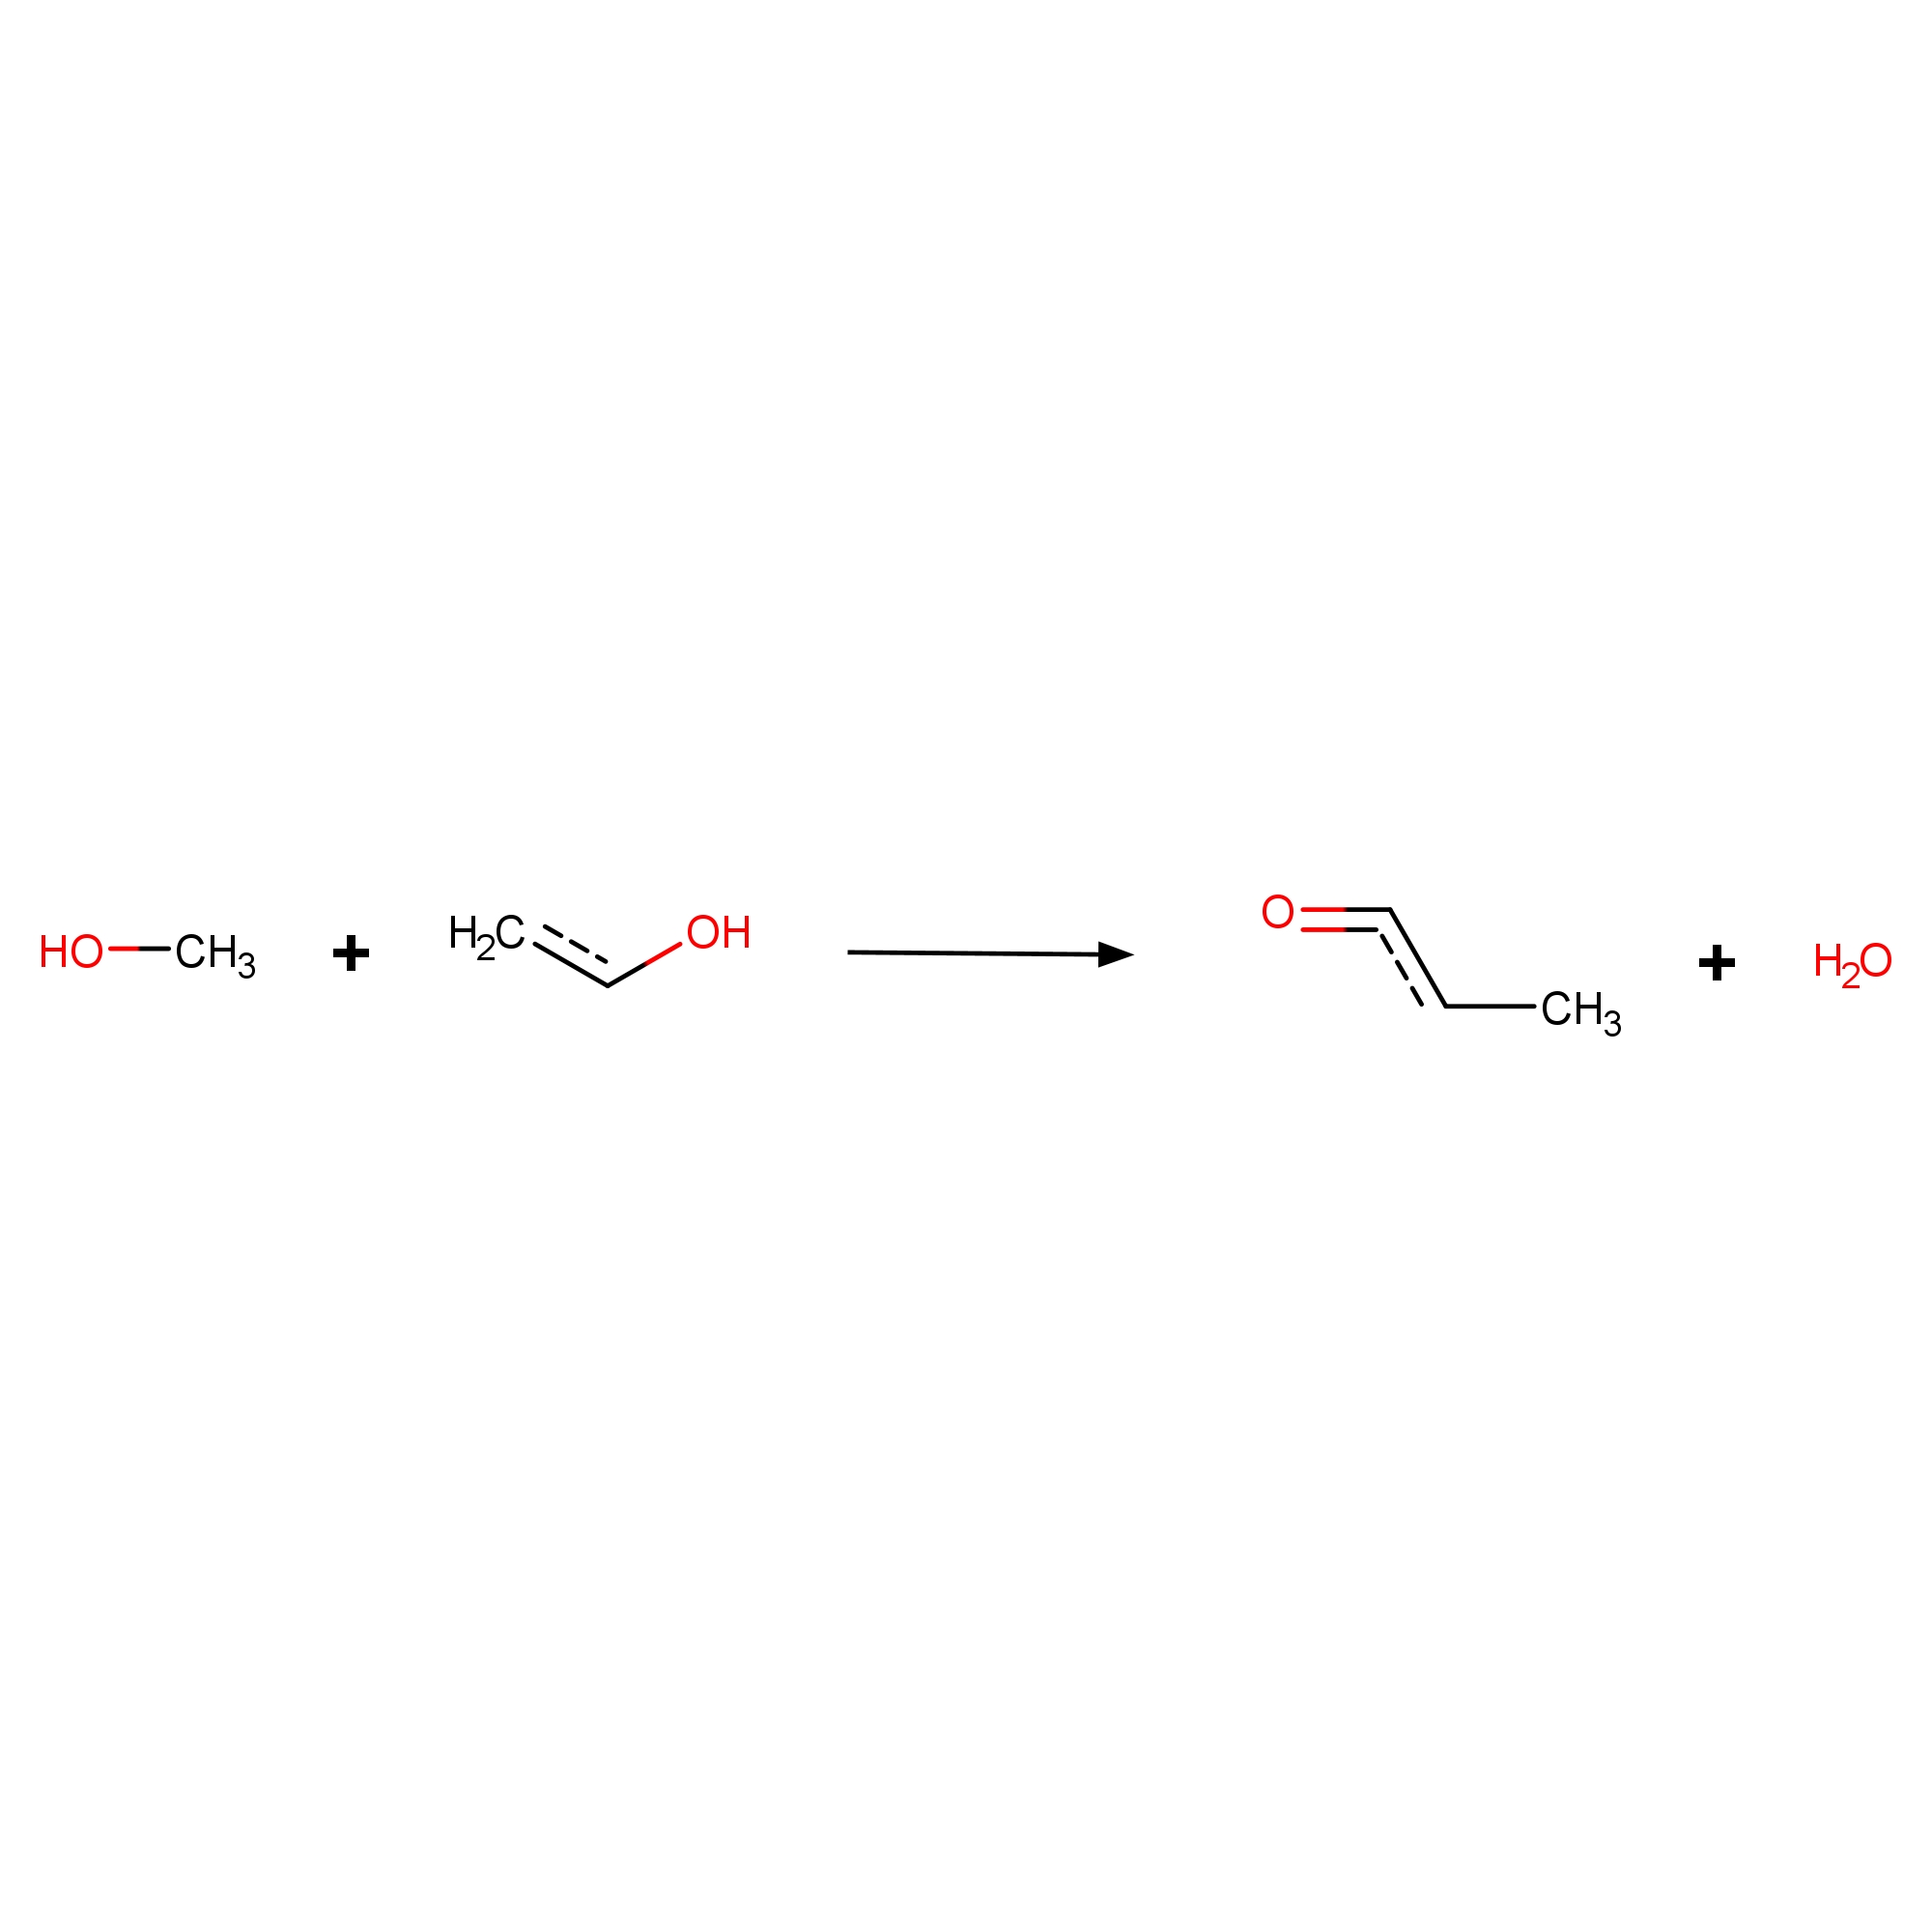 HO CH3 + H2C OH O CH3 + H2O